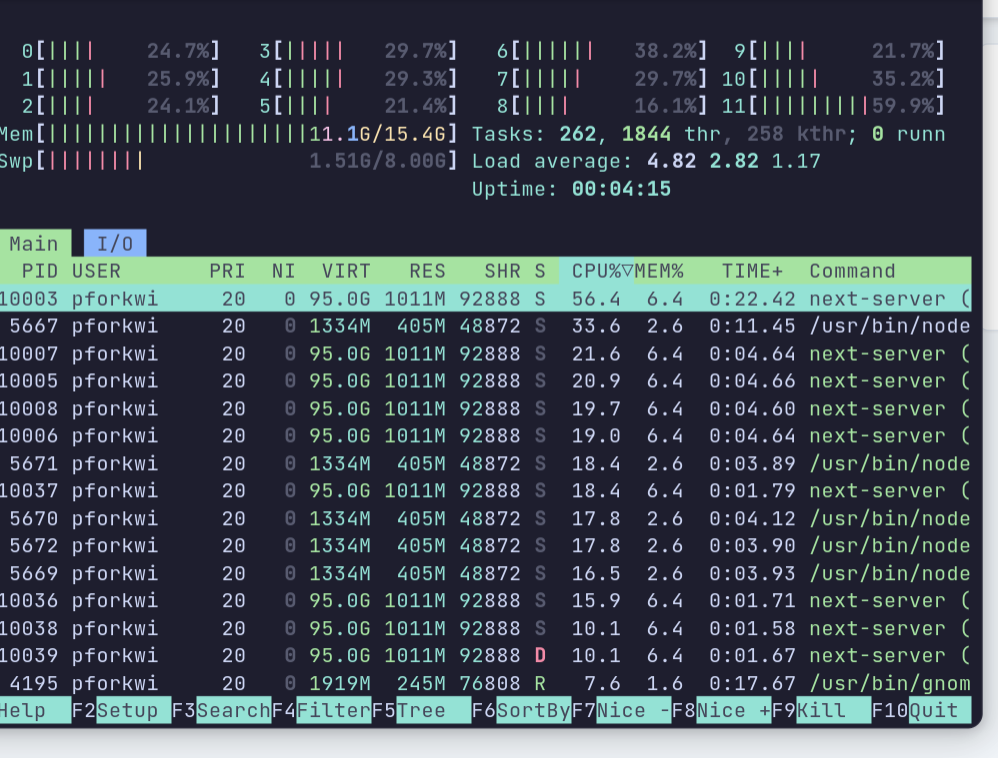 0[||||     24.7%]   3[|||||    29.7%]   6[||||||   38.2%]   9[||||     21.7%]
1[|||||    25.9%]   4[|||||    29.3%]   7[|||||    29.7%]  10[|||||    35.2%]
2[||||     24.1%]   5[||||     21.4%]   8[||||     16.1%]  11[|||||||||59.9%]
Mem[|||||||||||||||||||||11.1G/15.4G] Tasks: 262, 1844 thr, 258 kthr; 0 runn
Swp[||||||||             1.51G/8.00G] Load average: 4.82 2.82 1.17
Uptime: 00:04:15
Main I/O
PID USER PRI NI VIRT RES SHR S CPU%▽MEM% TIME+ Command
10003 pforkwi 20 0 95.0G 1011M 92888 S 56.4 6.4 0:22.42 next-server (
5667 pforkwi 20 0 1334M 405M 48872 S 33.6 2.6 0:11.45 /usr/bin/node
10007 pforkwi 20 0 95.0G 1011M 92888 S 21.6 6.4 0:04.64 next-server (
10005 pforkwi 20 0 95.0G 1011M 92888 S 20.9 6.4 0:04.66 next-server (
10008 pforkwi 20 0 95.0G 1011M 92888 S 19.7 6.4 0:04.60 next-server (
10006 pforkwi 20 0 95.0G 1011M 92888 S 19.0 6.4 0:04.64 next-server (
5671 pforkwi 20 0 1334M 405M 48872 S 18.4 2.6 0:03.89 /usr/bin/node
10037 pforkwi 20 0 95.0G 1011M 92888 S 18.4 6.4 0:01.79 next-server (
5670 pforkwi 20 0 1334M 405M 48872 S 17.8 2.6 0:04.12 /usr/bin/node
5672 pforkwi 20 0 1334M 405M 48872 S 17.8 2.6 0:03.90 /usr/bin/node
5669 pforkwi 20 0 1334M 405M 48872 S 16.5 2.6 0:03.93 /usr/bin/node
10036 pforkwi 20 0 95.0G 1011M 92888 S 15.9 6.4 0:01.71 next-server (
10038 pforkwi 20 0 95.0G 1011M 92888 S 10.1 6.4 0:01.58 next-server (
10039 pforkwi 20 0 95.0G 1011M 92888 D 10.1 6.4 0:01.67 next-server (
4195 pforkwi 20 0 1919M 245M 76808 R 7.6 1.6 0:17.67 /usr/bin/gnom
Help F2Setup F3SearchF4FilterF5Tree F6SortByF7Nice -F8Nice +F9Kill F10Quit